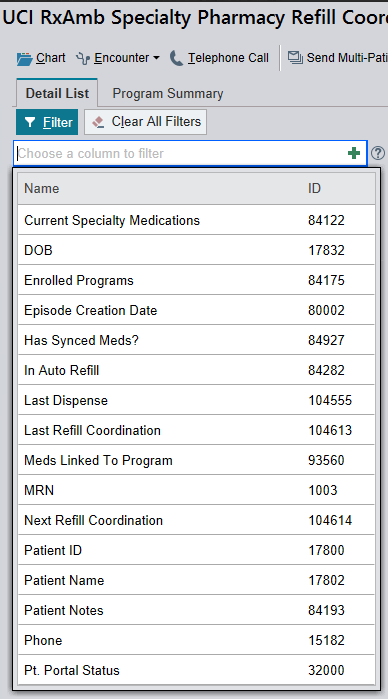 UCI RxAmb Specialty Pharmacy Refill Coor
Chart Encounter Telephone Call Send Multi-Pati
Detail List Program Summary
Filter Clear All Filters
Choose a column to filter
Name ID
Current Specialty Medications 84122
DOB 17832
Enrolled Programs 84175
Episode Creation Date 80002
Has Synced Meds? 84927
In Auto Refill 84282
Last Dispense 104555
Last Refill Coordination 104613
Meds Linked To Program 93560
MRN 1003
Next Refill Coordination 104614
Patient ID 17800
Patient Name 17802
Patient Notes 84193
Phone 15182
Pt. Portal Status 32000